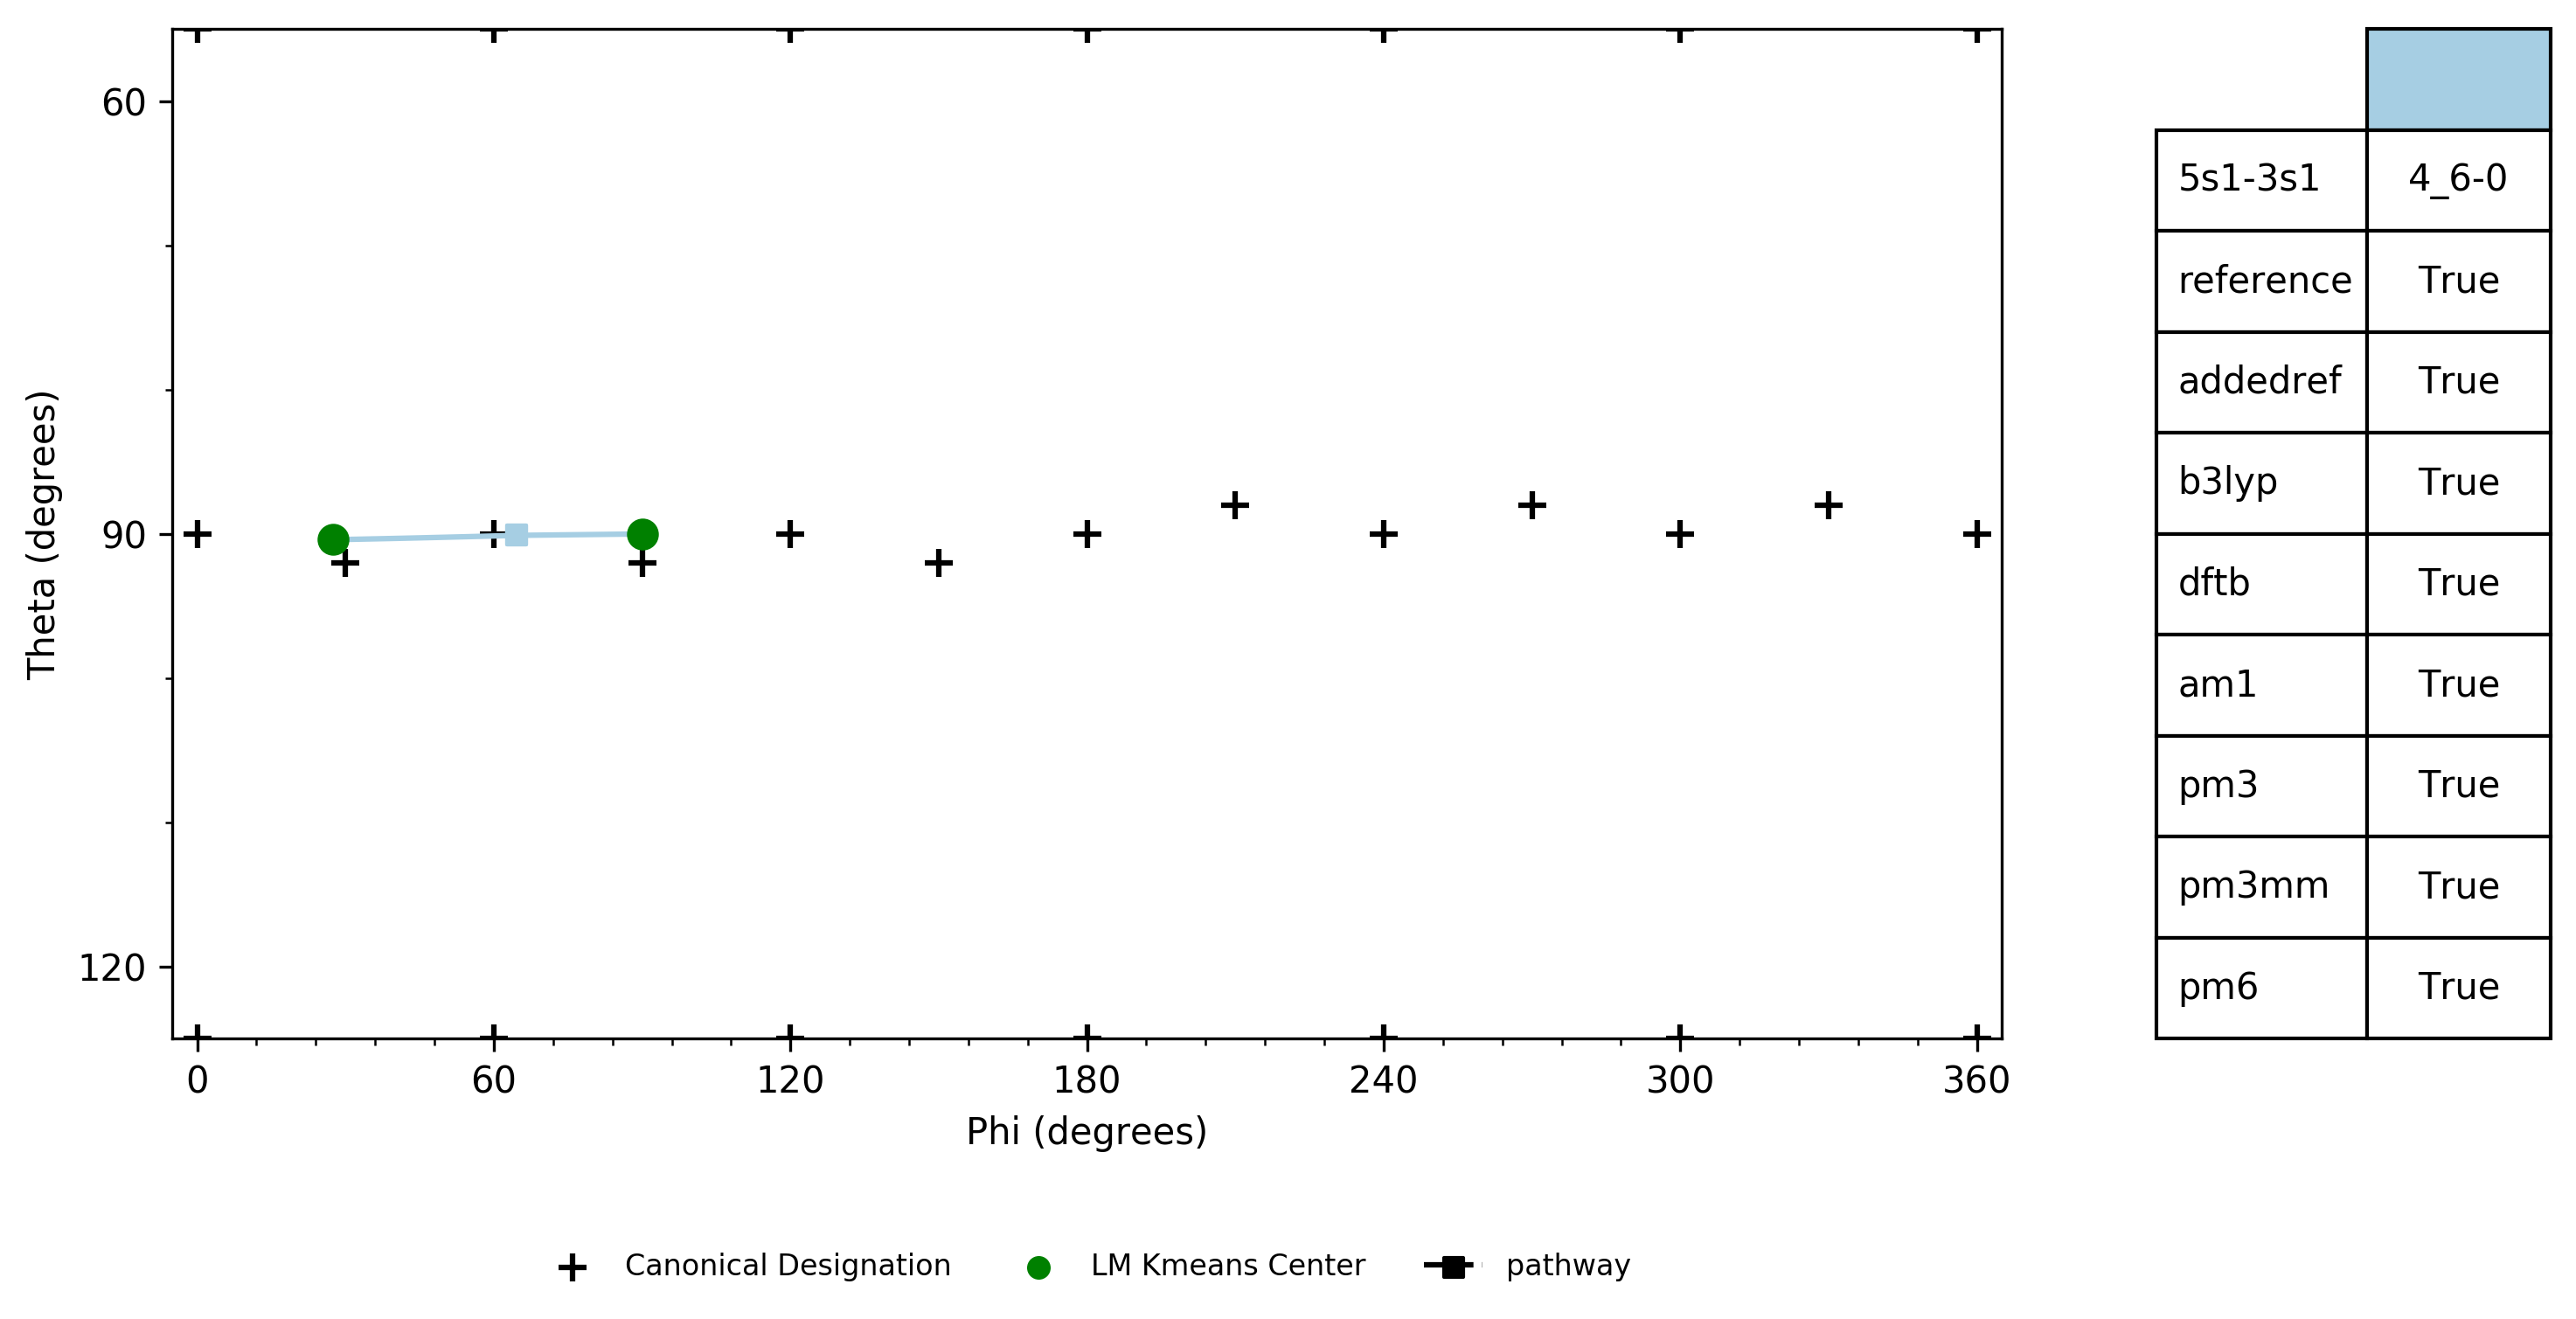 60
90
120
Theta (degrees)
0 60 120 180 240 300 360
Phi (degrees)
Canonical Designation LM Kmeans Center pathway
5s1-3s1 4_6-0
reference True
addedref True
b3lyp True
dftb True
am1 True
pm3 True
pm3mm True
pm6 True